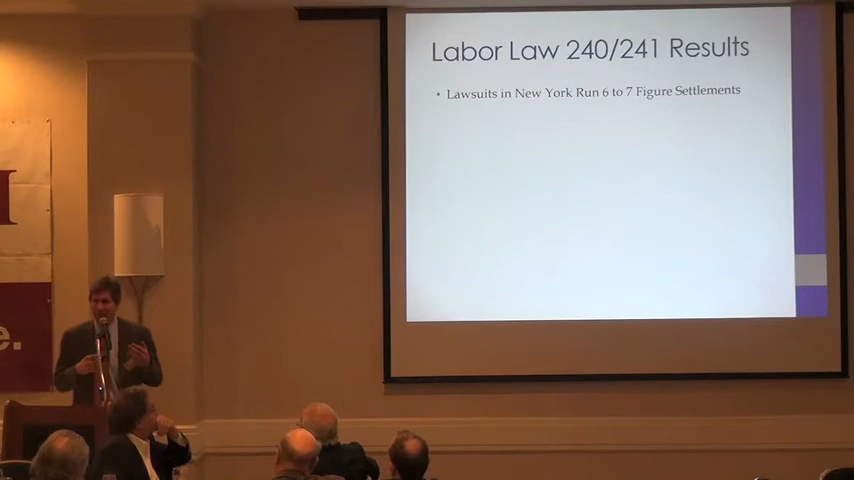 Labor Law 240/241 Results
• Lawsuits in New York Run 6 to 7 Figure Settlements
e.